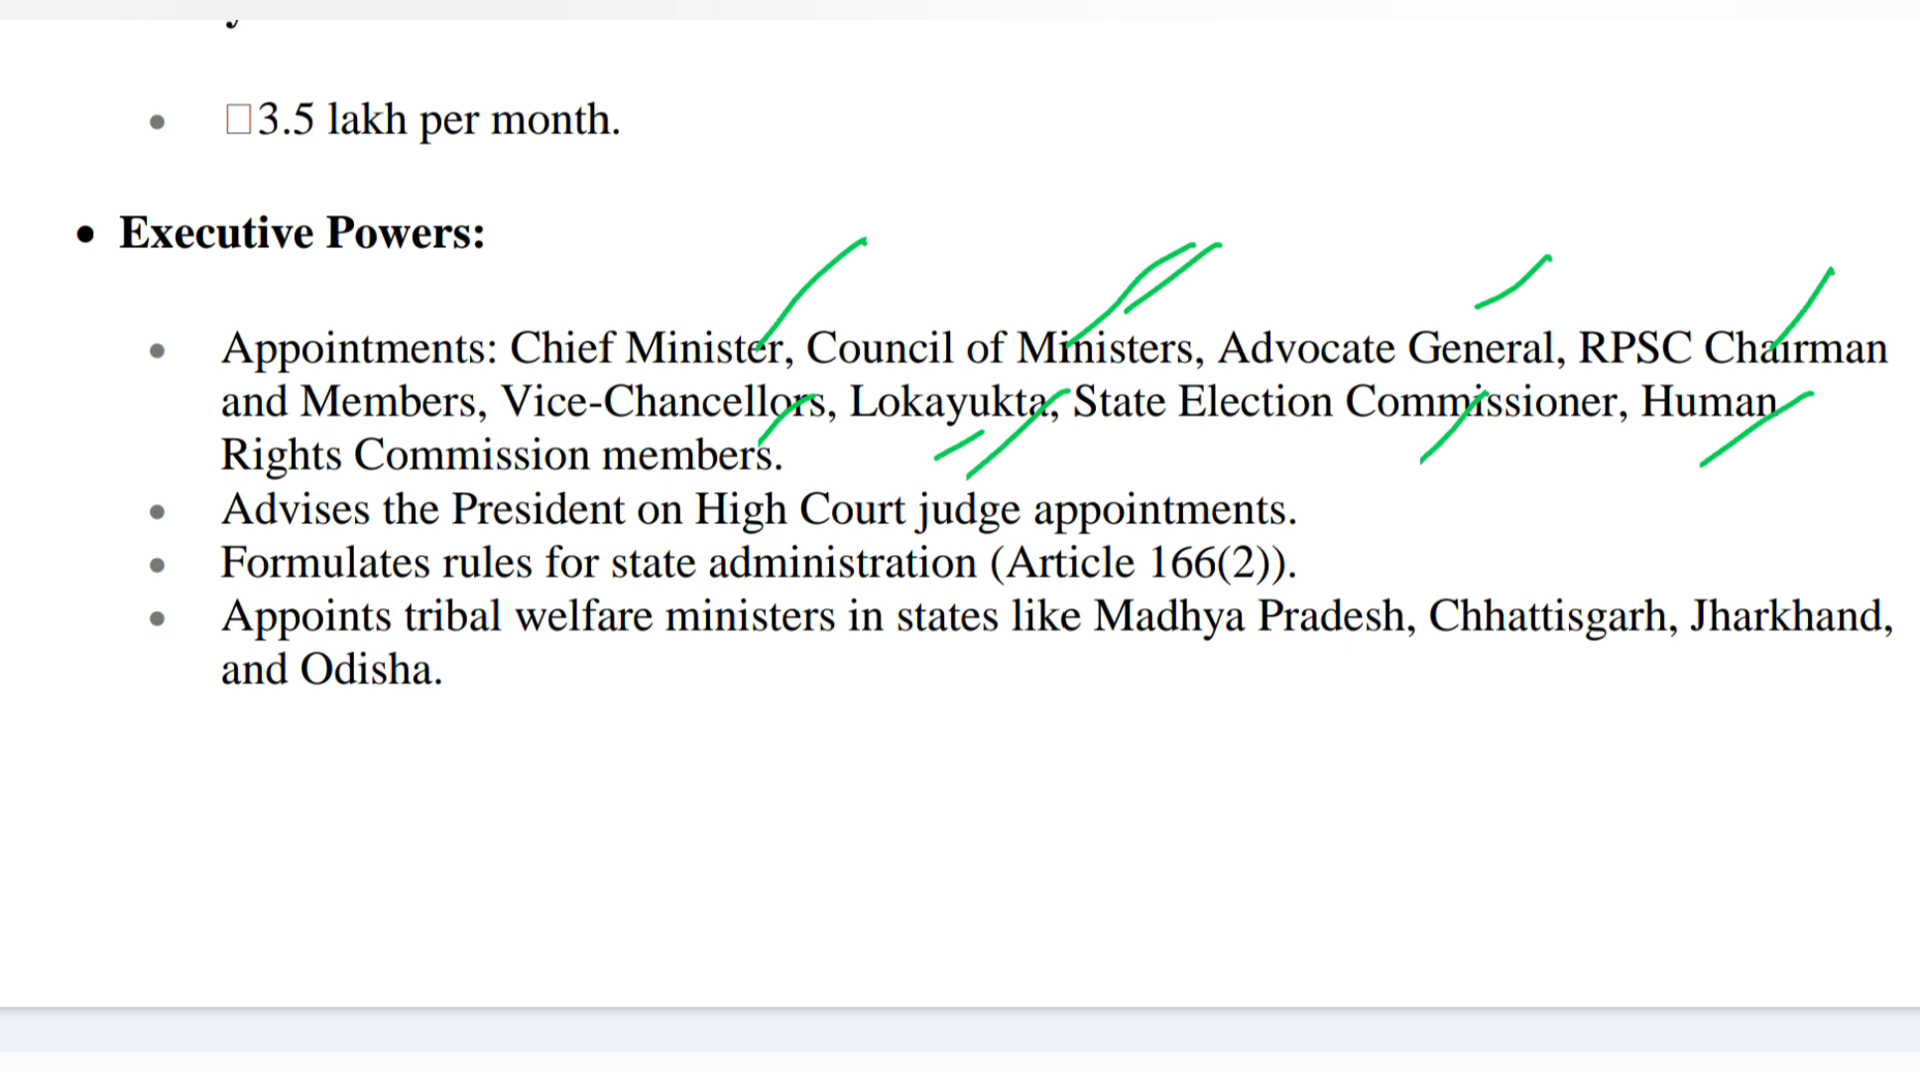 • □3.5 lakh per month.
• Executive Powers:
• Appointments: Chief Minister, Council of Ministers, Advocate General, RPSC Chairman
and Members, Vice-Chancellors, Lokayukta, State Election Commissioner, Human
Rights Commission members.
• Advises the President on High Court judge appointments.
• Formulates rules for state administration (Article 166(2)).
• Appoints tribal welfare ministers in states like Madhya Pradesh, Chhattisgarh, Jharkhand,
and Odisha.